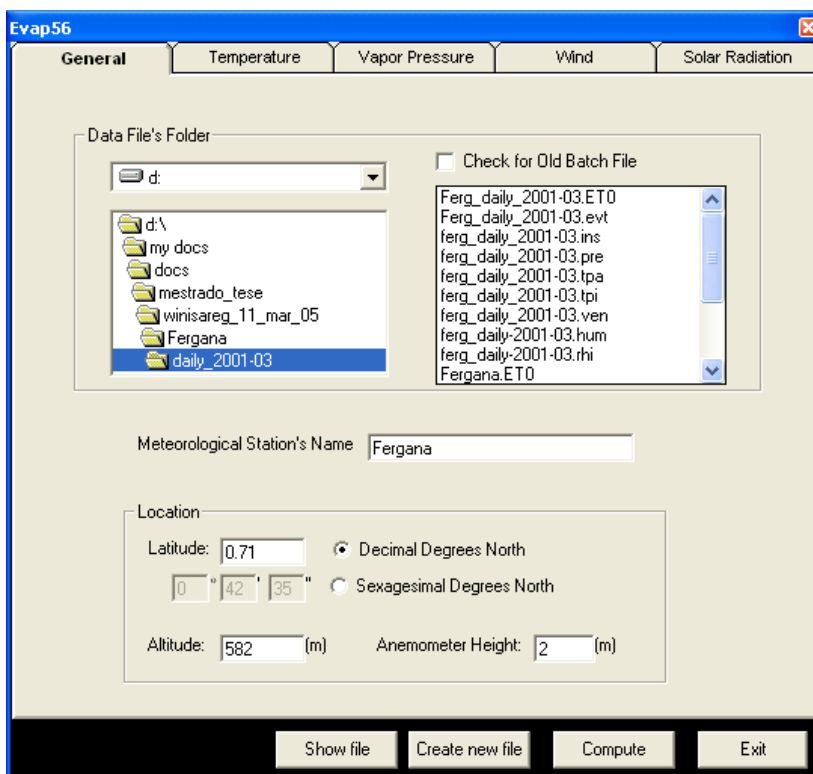 Evap56
General Temperature Vapor Pressure Wind Solar Radiation
Data File's Folder
d:
Check for Old Batch File
d:\
my docs
docs
mestrado_tese
winisareg_11_mar_05
Fergana
daily_2001-03
Ferg_daily_2001-03.ET0
Ferg_daily_2001-03.evt
ferg_daily_2001-03.ins
ferg_daily_2001-03.pre
ferg_daily_2001-03.tpa
ferg_daily_2001-03.tpi
ferg_daily_2001-03.ven
ferg_daily-2001-03.hum
ferg_daily-2001-03.rhi
Fergana.ET0
Meteorological Station's Name Fergana
Location
Latitude: 0.71 Decimal Degrees North
0 ° 42 ' 35 " Sexagesimal Degrees North
Altitude: 582 (m) Anemometer Height: 2 (m)
Show file Create new file Compute Exit